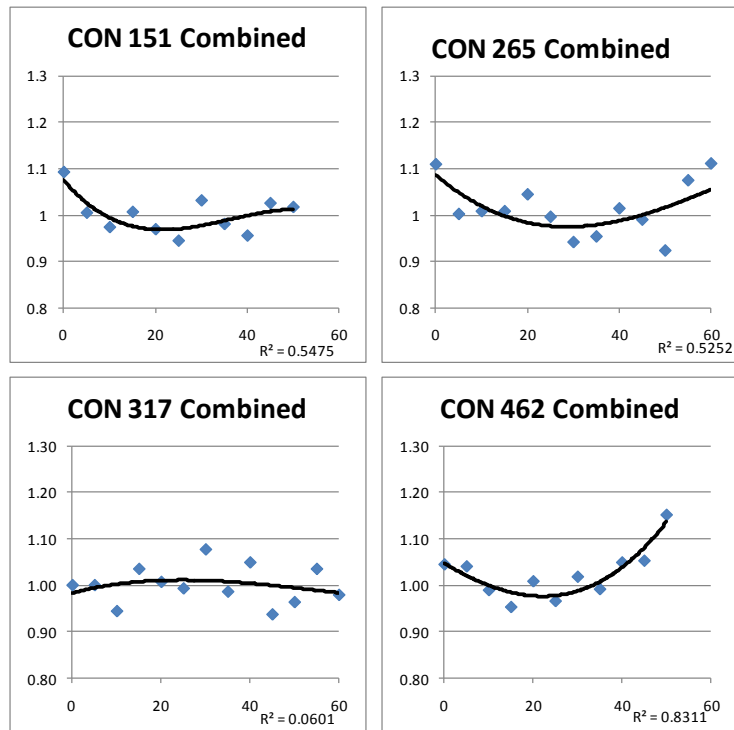 CON 151 Combined
1.3
1.2
1.1
1
0.9
0.8
0 20 40 60
R² = 0.5475
CON 265 Combined
1.3
1.2
1.1
1
0.9
0.8
0 20 40 60
R² = 0.5252
CON 317 Combined
1.30
1.20
1.10
1.00
0.90
0.80
0 20 40 60
R² = 0.0601
CON 462 Combined
1.30
1.20
1.10
1.00
0.90
0.80
0 20 40 60
R² = 0.8311